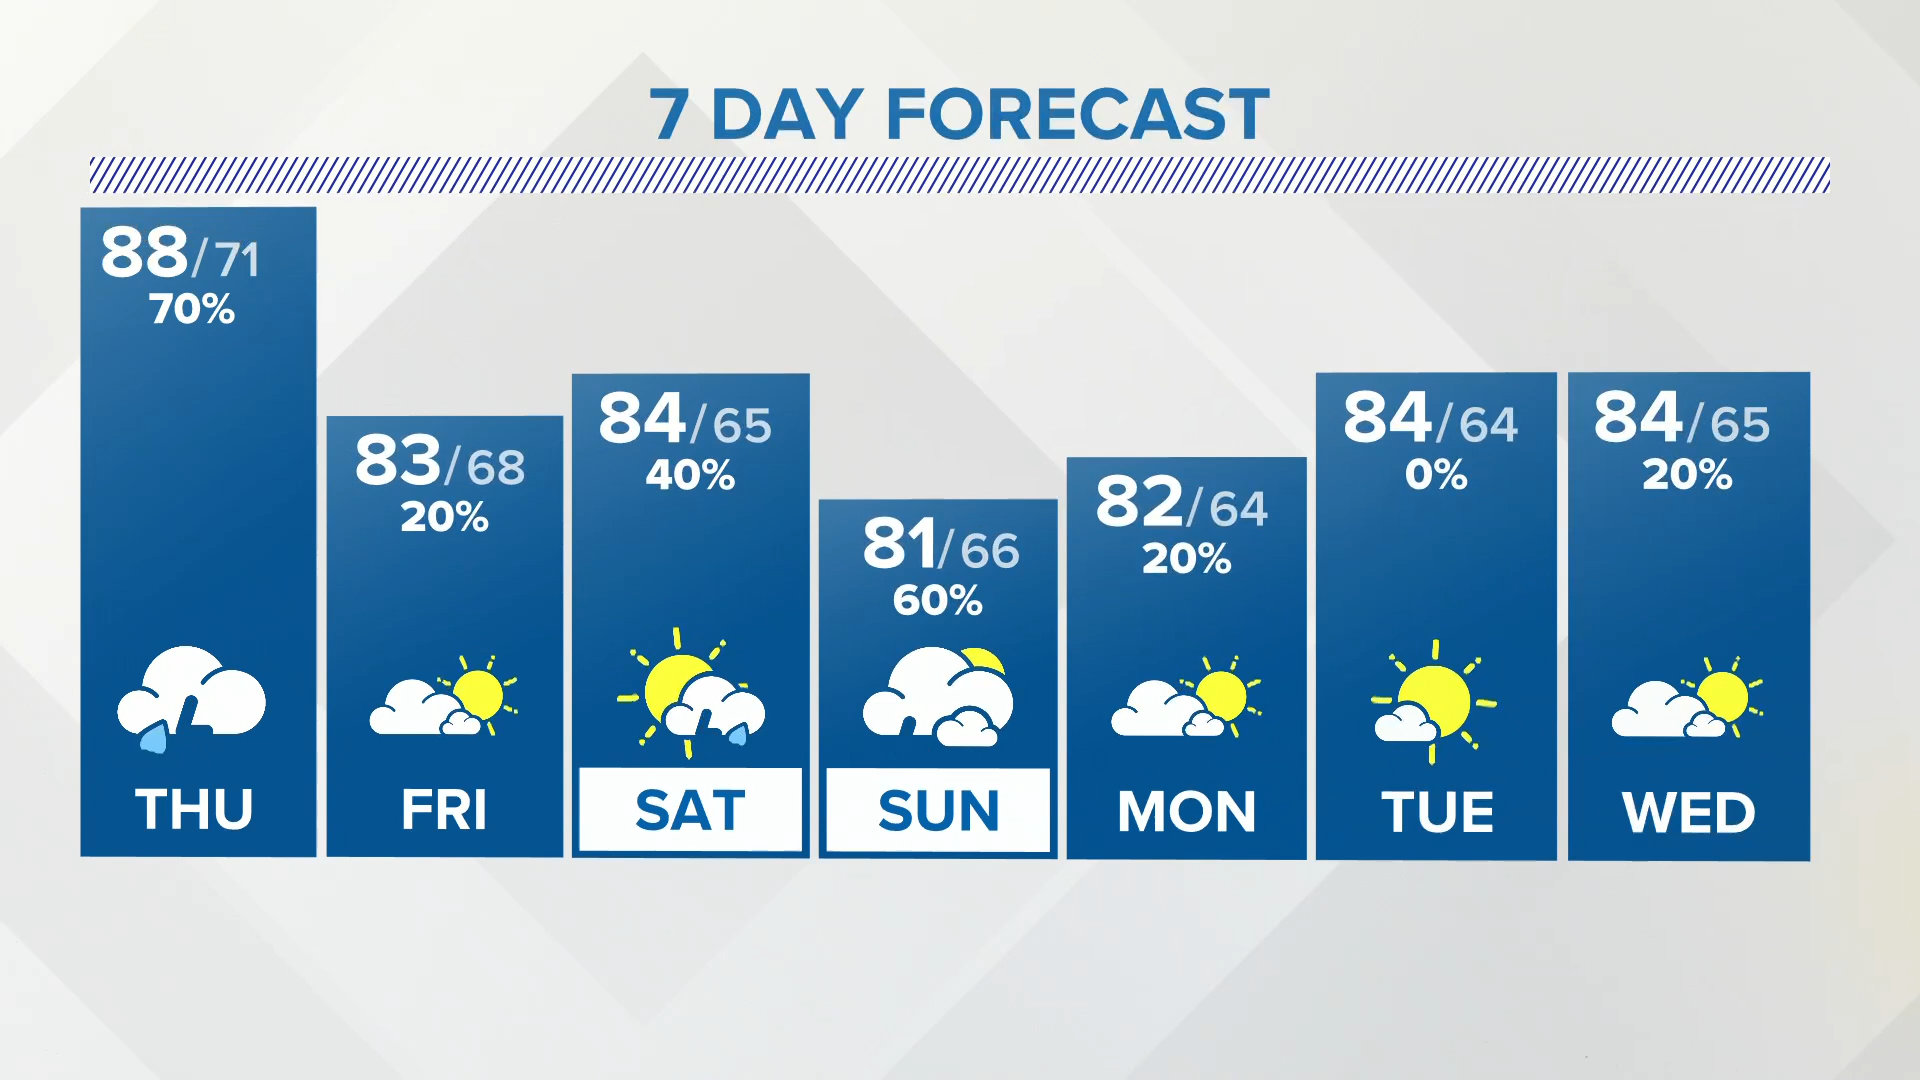 7 DAY FORECAST
88/71
70%
THU
83/68
20%
FRI
84/65
40%
SAT
81/66
60%
SUN
82/64
20%
MON
84/64
0%
TUE
84/65
20%
WED